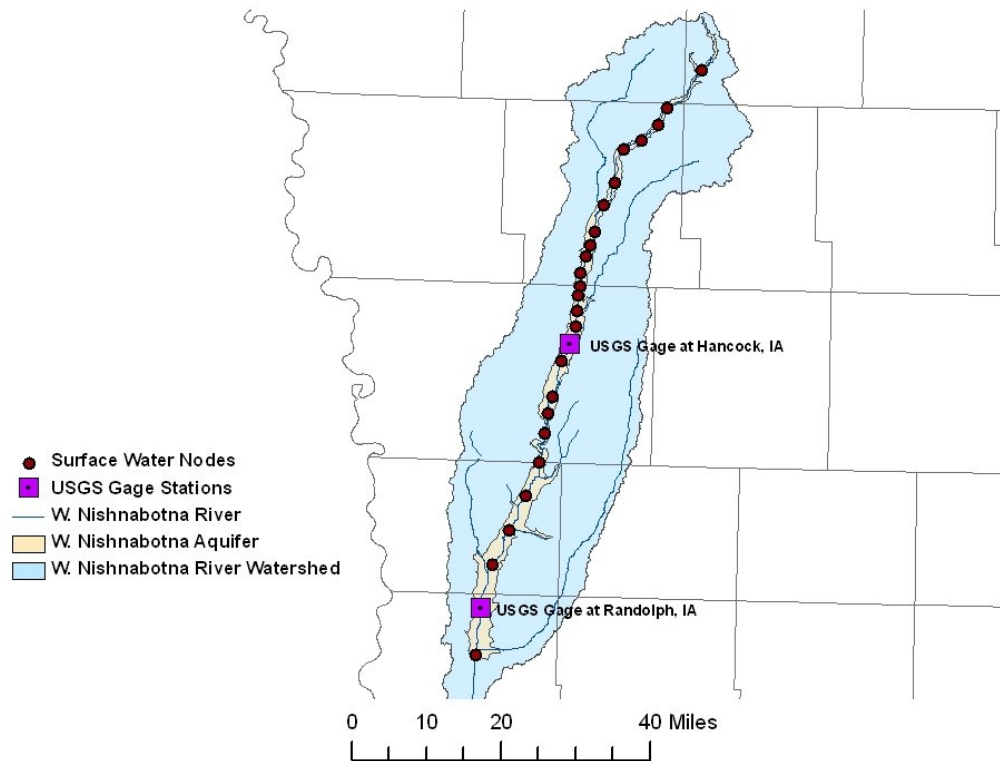 USGS Gage at Hancock, IA
Surface Water Nodes
USGS Gage Stations
W. Nishnabotna River
W. Nishnabotna Aquifer
W. Nishnabotna River Watershed
USGS Gage at Randolph, IA
0 10 20 40 Miles